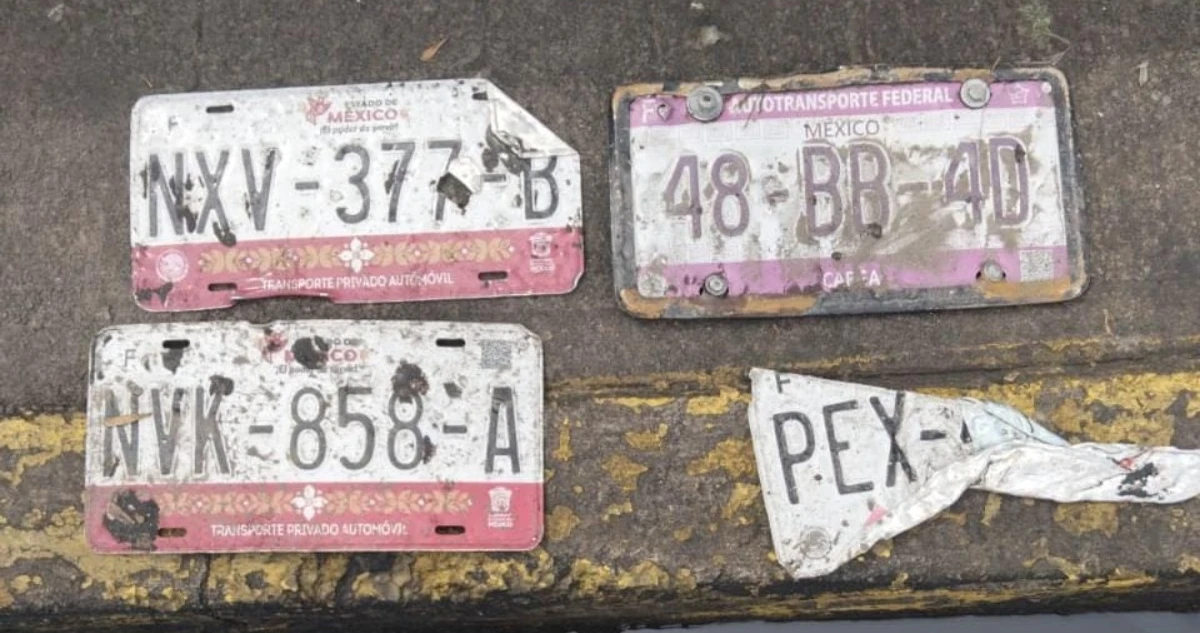 F
ESTADO DE
MÉXICO
¡El poder de servir!
NXV-377-B
TRANSPORTE PRIVADO AUTOMÓVIL
F
AUTOTRANSPORTE FEDERAL
MÉXICO
48-BB-4D
CARGA
F
NVK-858-A
TRANSPORTE PRIVADO AUTOMÓVIL
F
PEX-